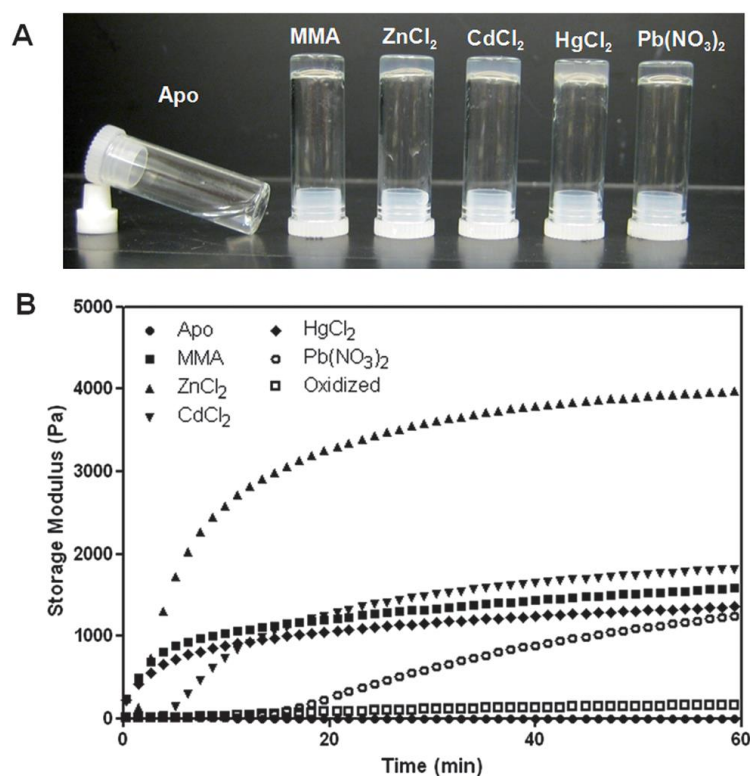 A
Apo
MMA
ZnCl₂
CdCl₂
HgCl₂
Pb(NO₃)₂
B
Storage Modulus (Pa)
5000
4000
3000
2000
1000
0
Apo
MMA
ZnCl₂
CdCl₂
HgCl₂
Pb(NO₃)₂
Oxidized
0
20
40
60
Time (min)